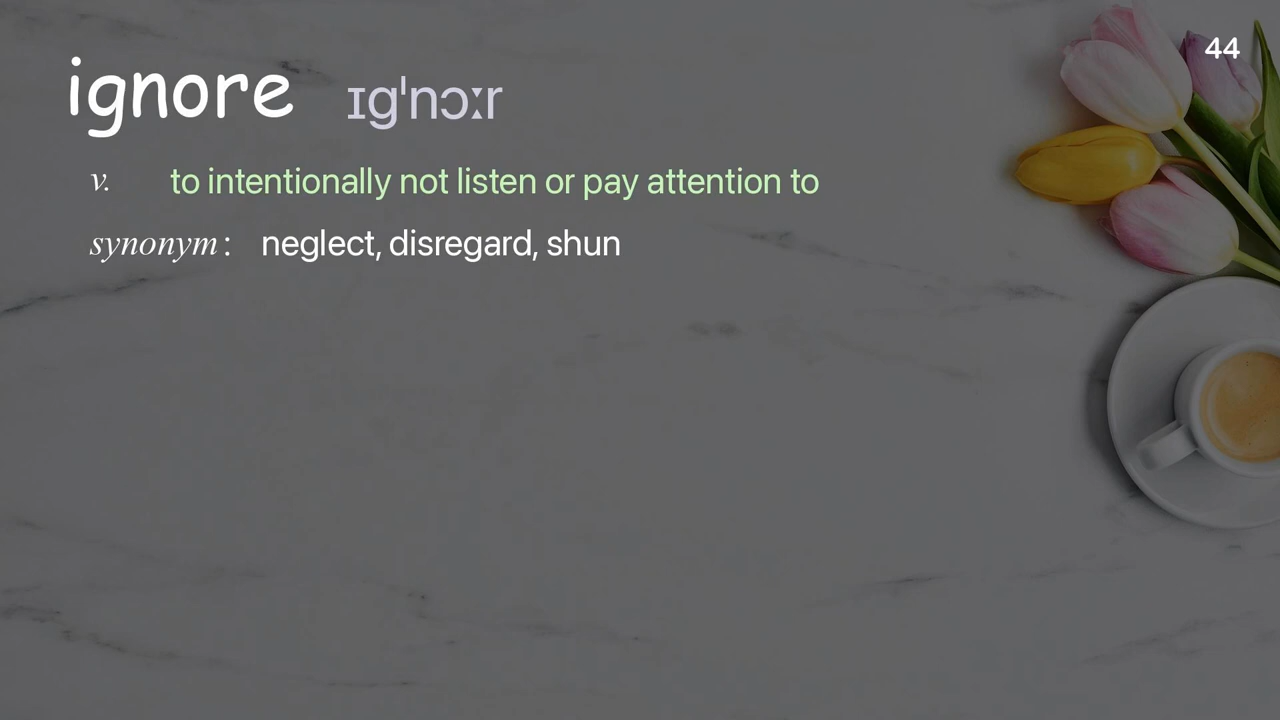 44
ignore ɪgˈnɔːr
v. to intentionally not listen or pay attention to
synonym: neglect, disregard, shun